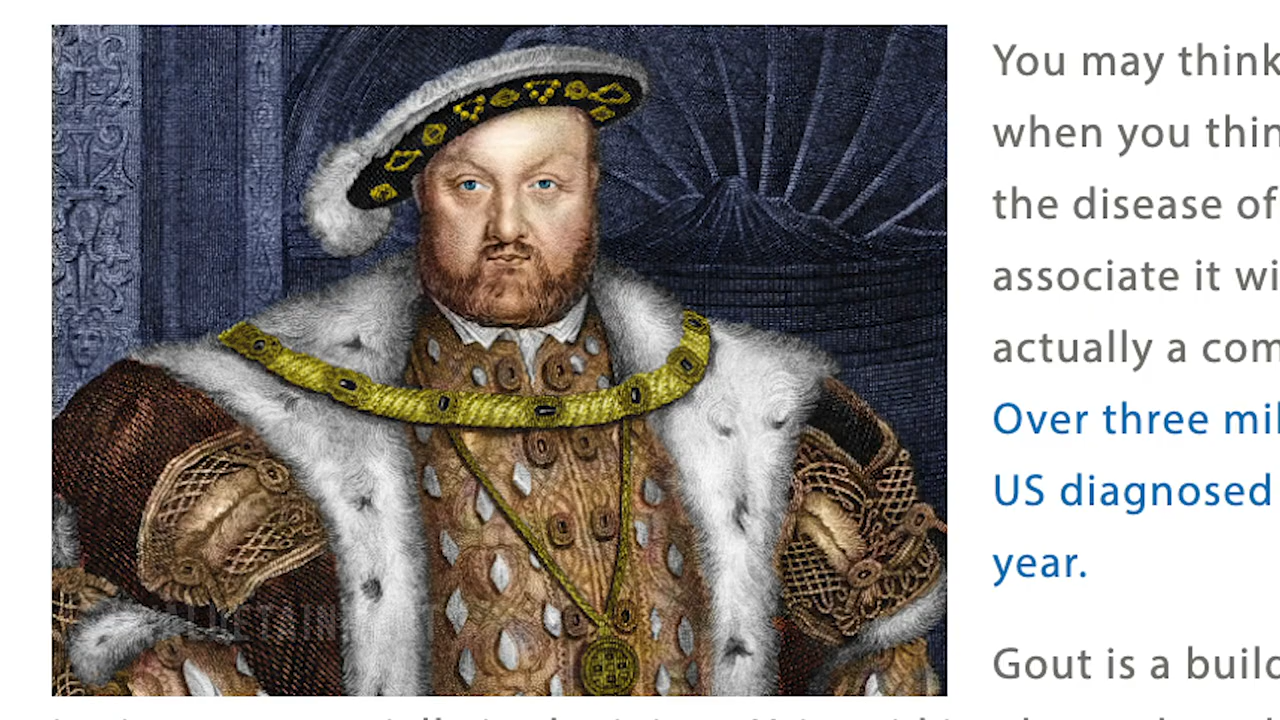 You may think
when you thin
the disease of
associate it wi
actually a com
Over three mil
US diagnosed
year.
Gout is a build